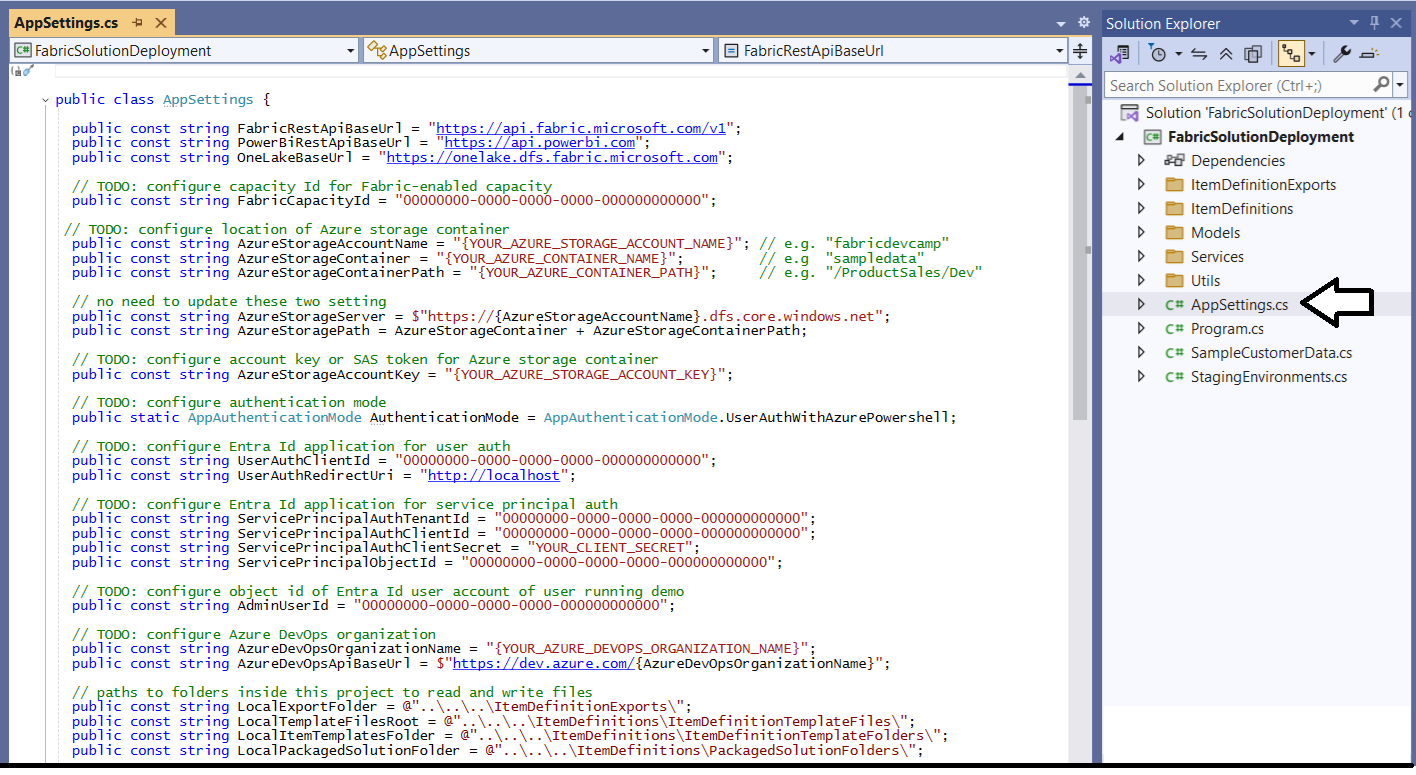 AppSettings.cs
FabricSolutionDeployment
AppSettings
FabricRestApiBaseUrl
public class AppSettings {
public const string FabricRestApiBaseUrl = "https://api.fabric.microsoft.com/v1";
public const string PowerBiRestApiBaseUrl = "https://api.powerbi.com";
public const string OneLakeBaseUrl = "https://onelake.dfs.fabric.microsoft.com";
// TODO: configure capacity Id for Fabric-enabled capacity
public const string FabricCapacityId = "00000000-0000-0000-0000-000000000000";
// TODO: configure location of Azure storage container
public const string AzureStorageAccountName = "{YOUR_AZURE_STORAGE_ACCOUNT_NAME}"; // e.g. "fabricdevcamp"
public const string AzureStorageContainer = "{YOUR_AZURE_CONTAINER_NAME}"; // e.g "sampledata"
public const string AzureStorageContainerPath = "{YOUR_AZURE_CONTAINER_PATH}"; // e.g. "/ProductSales/Dev"
// no need to update these two setting
public const string AzureStorageServer = $"https://{AzureStorageAccountName}.dfs.core.windows.net";
public const string AzureStoragePath = AzureStorageContainer + AzureStorageContainerPath;
// TODO: configure account key or SAS token for Azure storage container
public const string AzureStorageAccountKey = "{YOUR_AZURE_STORAGE_ACCOUNT_KEY}";
// TODO: configure authentication mode
public static AppAuthenticationMode AuthenticationMode = AppAuthenticationMode.UserAuthWithAzurePowershell;
// TODO: configure Entra Id application for user auth
public const string UserAuthClientId = "00000000-0000-0000-0000-000000000000";
public const string UserAuthRedirectUri = "http://localhost";
// TODO: configure Entra Id application for service principal auth
public const string ServicePrincipalAuthTenantId = "00000000-0000-0000-0000-000000000000";
public const string ServicePrincipalAuthClientId = "00000000-0000-0000-0000-000000000000";
public const string ServicePrincipalAuthClientSecret = "YOUR_CLIENT_SECRET";
public const string ServicePrincipalObjectId = "00000000-0000-0000-0000-000000000000";
// TODO: configure object id of Entra Id user account of user running demo
public const string AdminUserId = "00000000-0000-0000-0000-000000000000";
// TODO: configure Azure DevOps organization
public const string AzureDevOpsOrganizationName = "{YOUR_AZURE_DEVOPS_ORGANIZATION_NAME}";
public const string AzureDevOpsApiBaseUrl = $"https://dev.azure.com/{AzureDevOpsOrganizationName}";
// paths to folders inside this project to read and write files
public const string LocalExportFolder = @"..\..\..\ItemDefinitionExports\";
public const string LocalTemplateFilesRoot = @"..\..\..\ItemDefinitions\ItemDefinitionTemplateFiles\";
public const string LocalItemTemplatesFolder = @"..\..\..\ItemDefinitions\ItemDefinitionTemplateFolders\";
public const string LocalPackagedSolutionFolder = @"..\..\..\ItemDefinitions\PackagedSolutionFolders\";
Solution Explorer
Search Solution Explorer (Ctrl+;)
Solution 'FabricSolutionDeployment' (1
C# FabricSolutionDeployment
Dependencies
ItemDefinitionExports
ItemDefinitions
Models
Services
Utils
C# AppSettings.cs
C# Program.cs
C# SampleCustomerData.cs
C# StagingEnvironments.cs